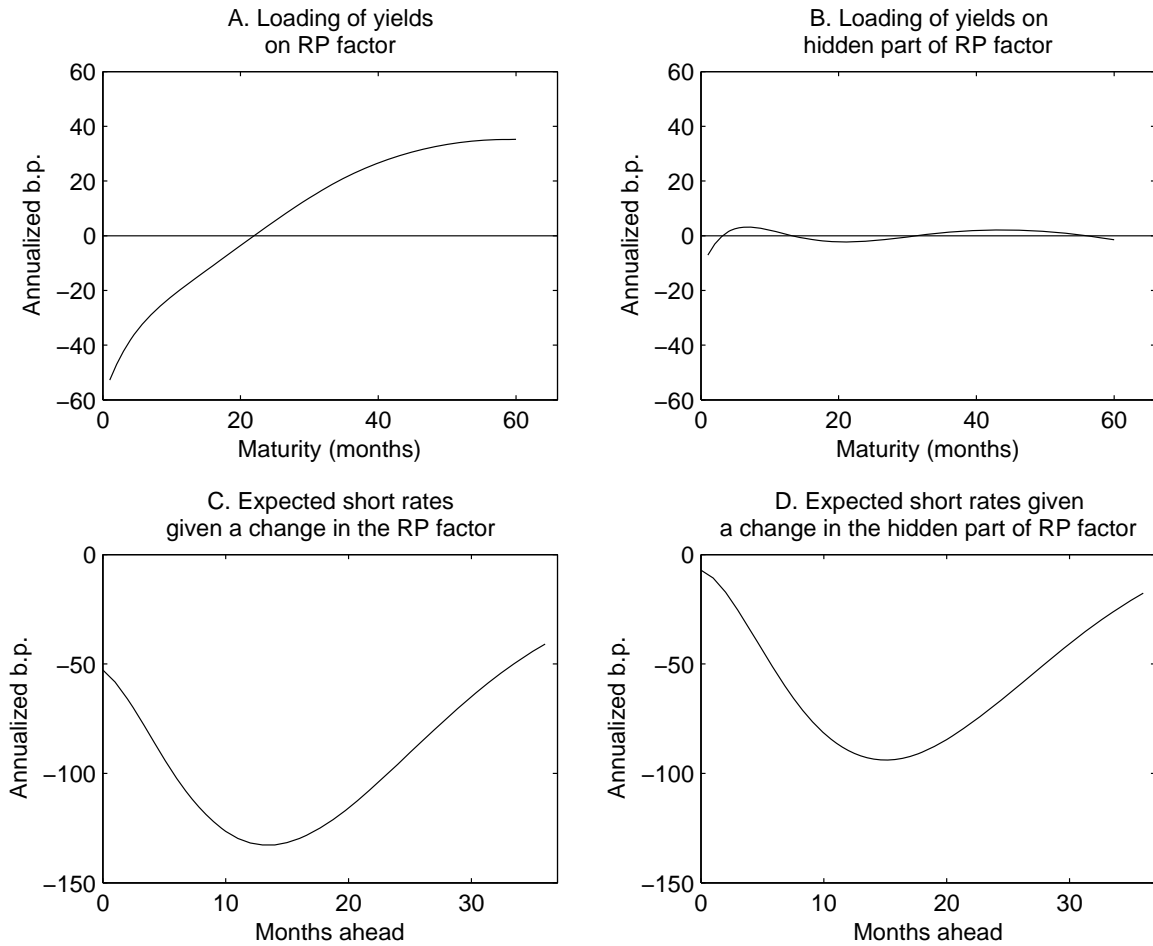 A. Loading of yields
on RP factor
60
40
20
0
−20
−40
−60
Annualized b.p.
0 20 40 60
Maturity (months)
B. Loading of yields on
hidden part of RP factor
60
40
20
0
−20
−40
−60
Annualized b.p.
0 20 40 60
Maturity (months)
C. Expected short rates
given a change in the RP factor
0
−50
−100
−150
Annualized b.p.
0 10 20 30
Months ahead
D. Expected short rates given
a change in the hidden part of RP factor
0
−50
−100
−150
Annualized b.p.
0 10 20 30
Months ahead